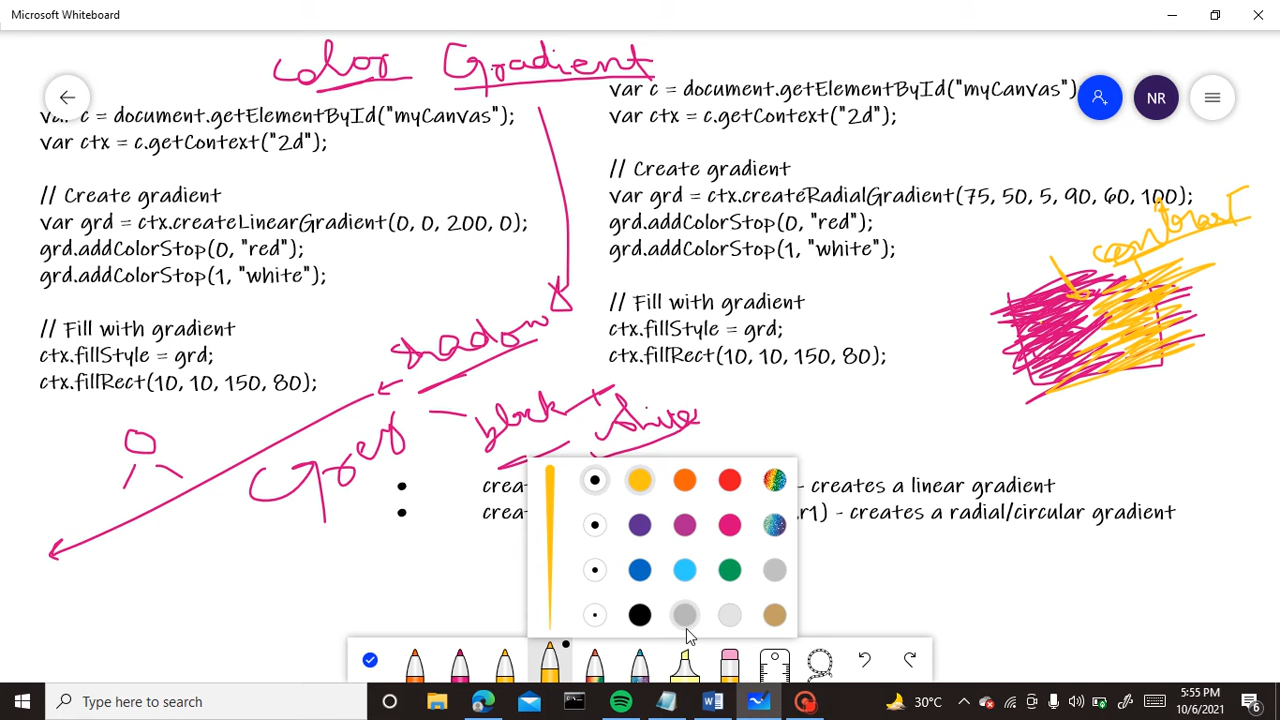 Microsoft Whiteboard
Color Gradient
NR
var c = document.getElementById("myCanvas");
var ctx = c.getContext("2d");
// Create gradient
var grd = ctx.createLinearGradient(0, 0, 200, 0);
grd.addColorStop(0, "red");
grd.addColorStop(1, "white");
// Fill with gradient
ctx.fillStyle = grd;
ctx.fillRect(10, 10, 150, 80);
var c = document.getElementById("myCanvas")
var ctx = c.getContext("2d");
// Create gradient
var grd = ctx.createRadialGradient(75, 50, 5, 90, 60, 100);
grd.addColorStop(0, "red");
grd.addColorStop(1, "white");
// Fill with gradient
ctx.fillStyle = grd;
ctx.fillRect(10, 10, 150, 80);
shadow
Grey
• crea - creates a linear gradient
• crea r1) - creates a radial/circular gradient
Type here to search
30°C
5:55 PM
10/6/2021
6